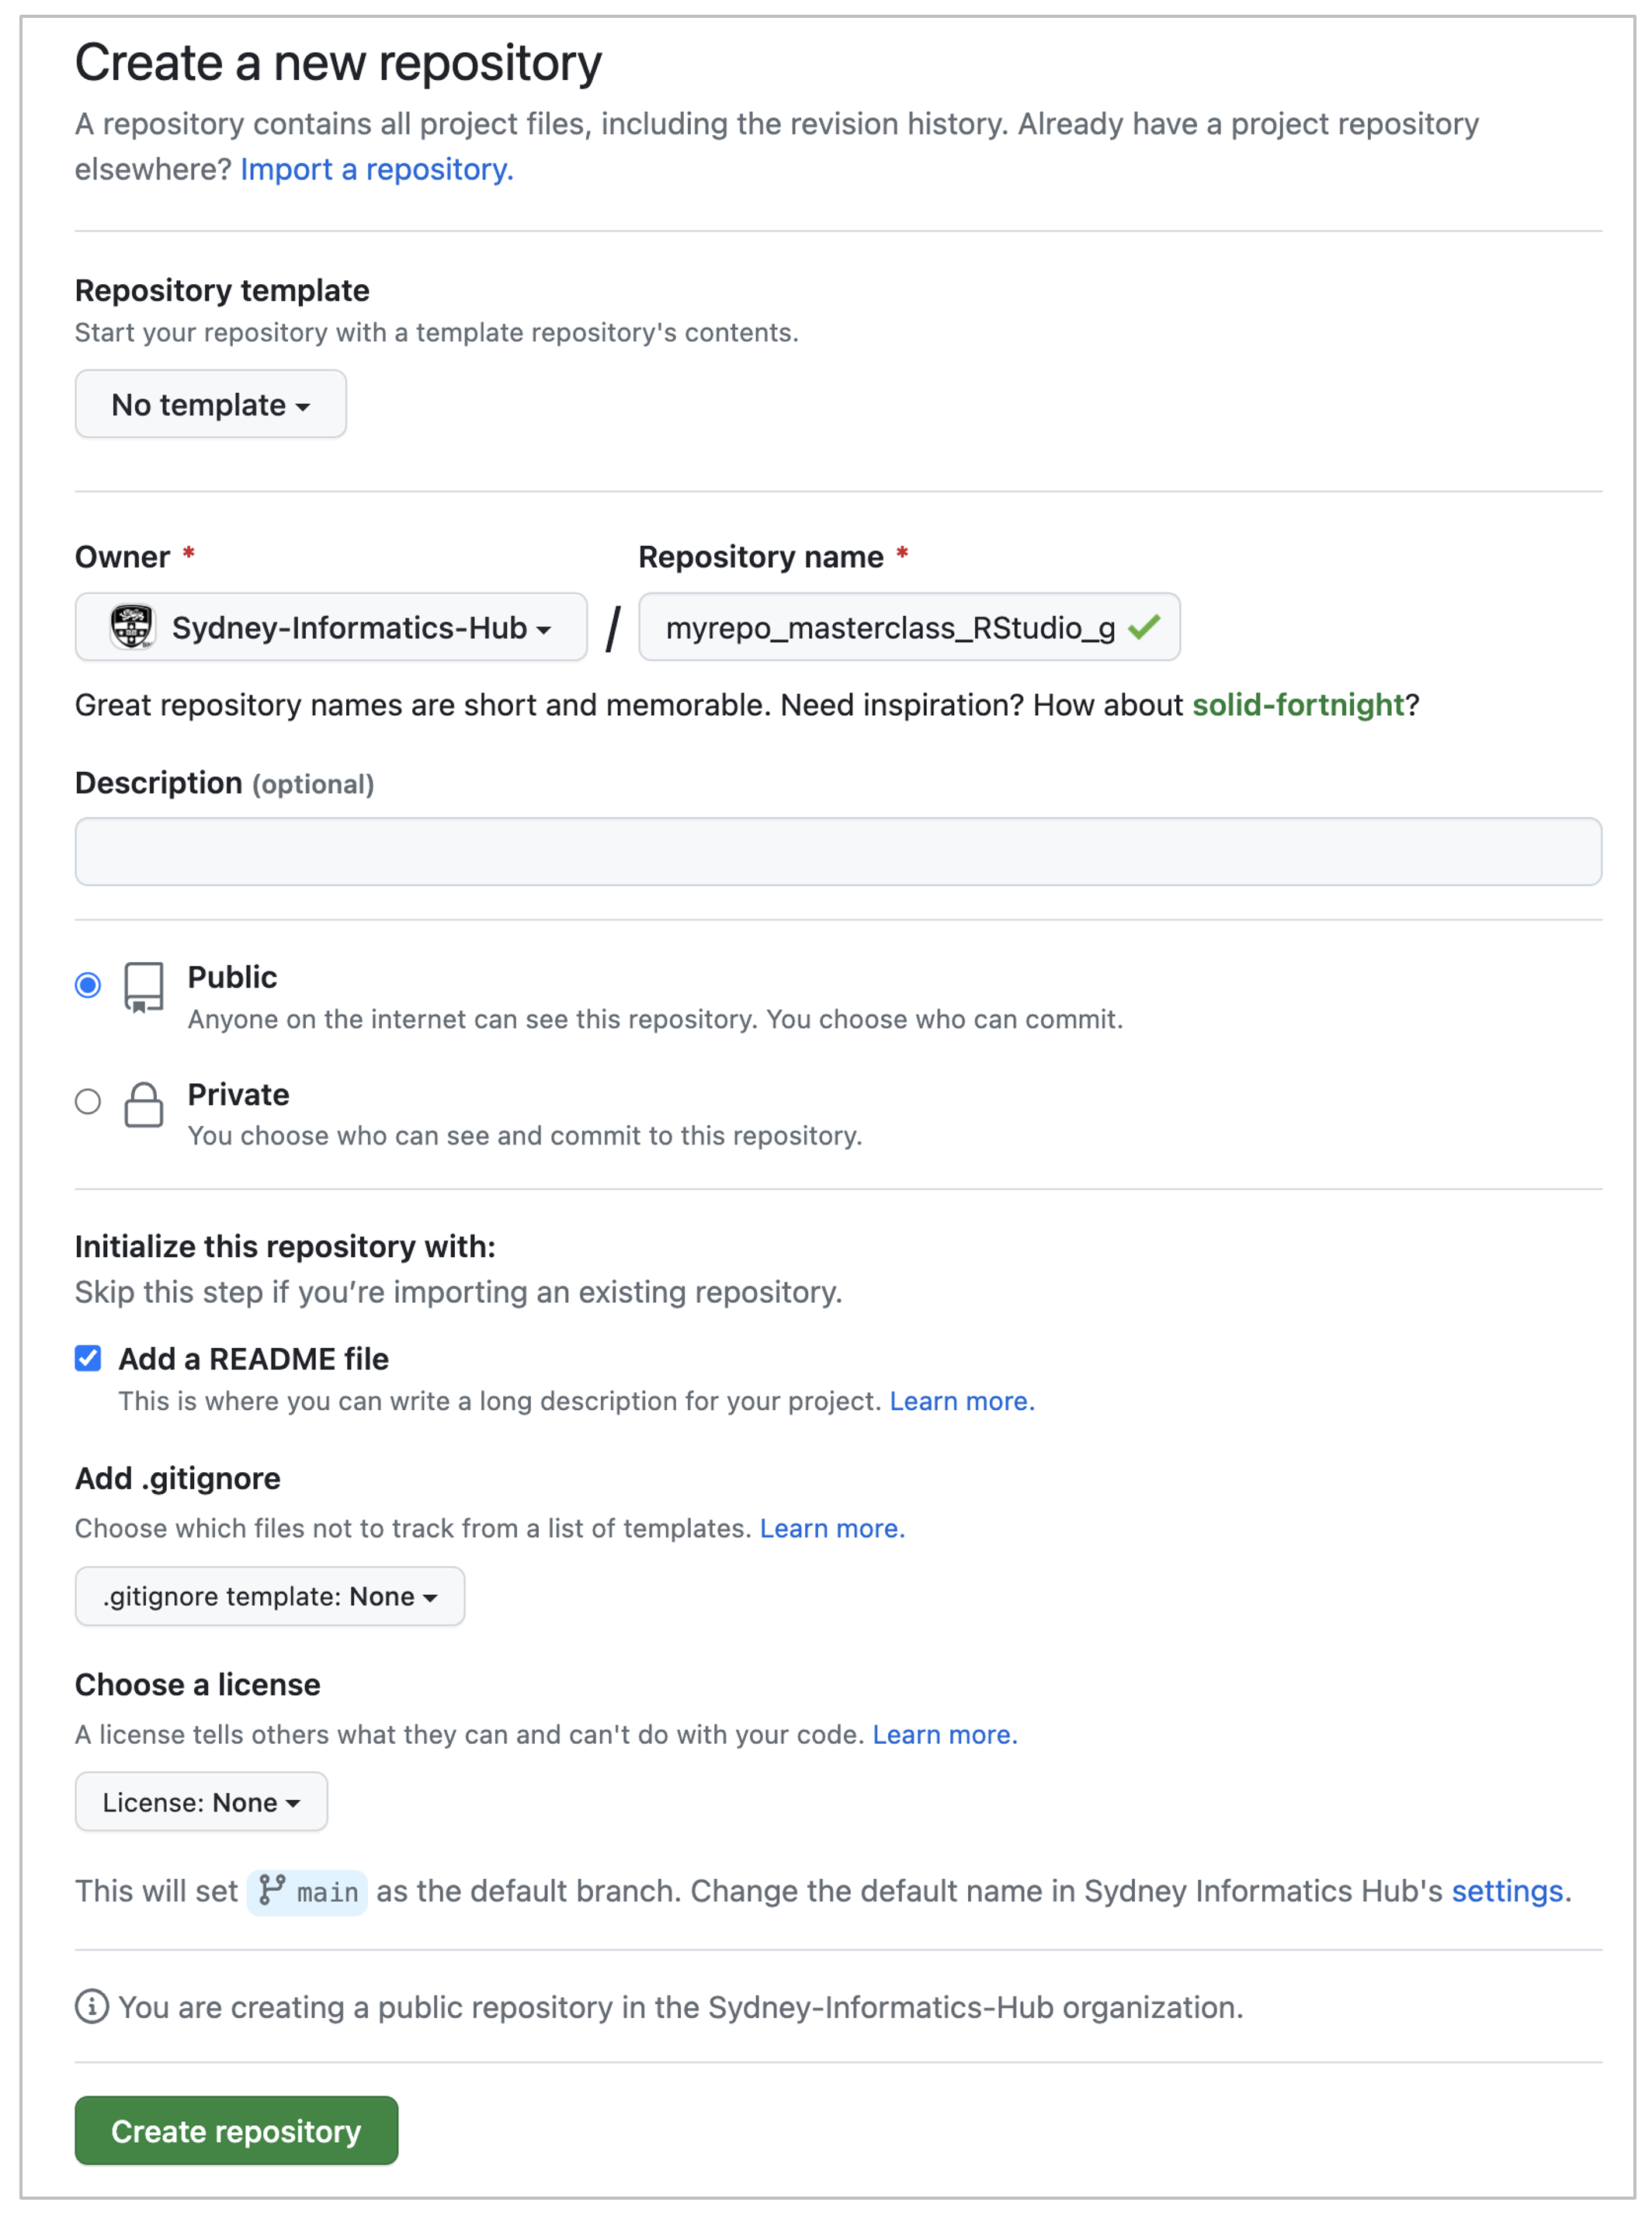 Create a new repository
A repository contains all project files, including the revision history. Already have a project repository
elsewhere? Import a repository.
Repository template
Start your repository with a template repository's contents.
No template
Owner *
Repository name *
Sydney-Informatics-Hub / myrepo_masterclass_RStudio_g
Great repository names are short and memorable. Need inspiration? How about solid-fortnight?
Description (optional)
Public
Anyone on the internet can see this repository. You choose who can commit.
Private
You choose who can see and commit to this repository.
Initialize this repository with:
Skip this step if you’re importing an existing repository.
Add a README file
This is where you can write a long description for your project. Learn more.
Add .gitignore
Choose which files not to track from a list of templates. Learn more.
.gitignore template: None
Choose a license
A license tells others what they can and can't do with your code. Learn more.
License: None
This will set main as the default branch. Change the default name in Sydney Informatics Hub's settings.
You are creating a public repository in the Sydney-Informatics-Hub organization.
Create repository